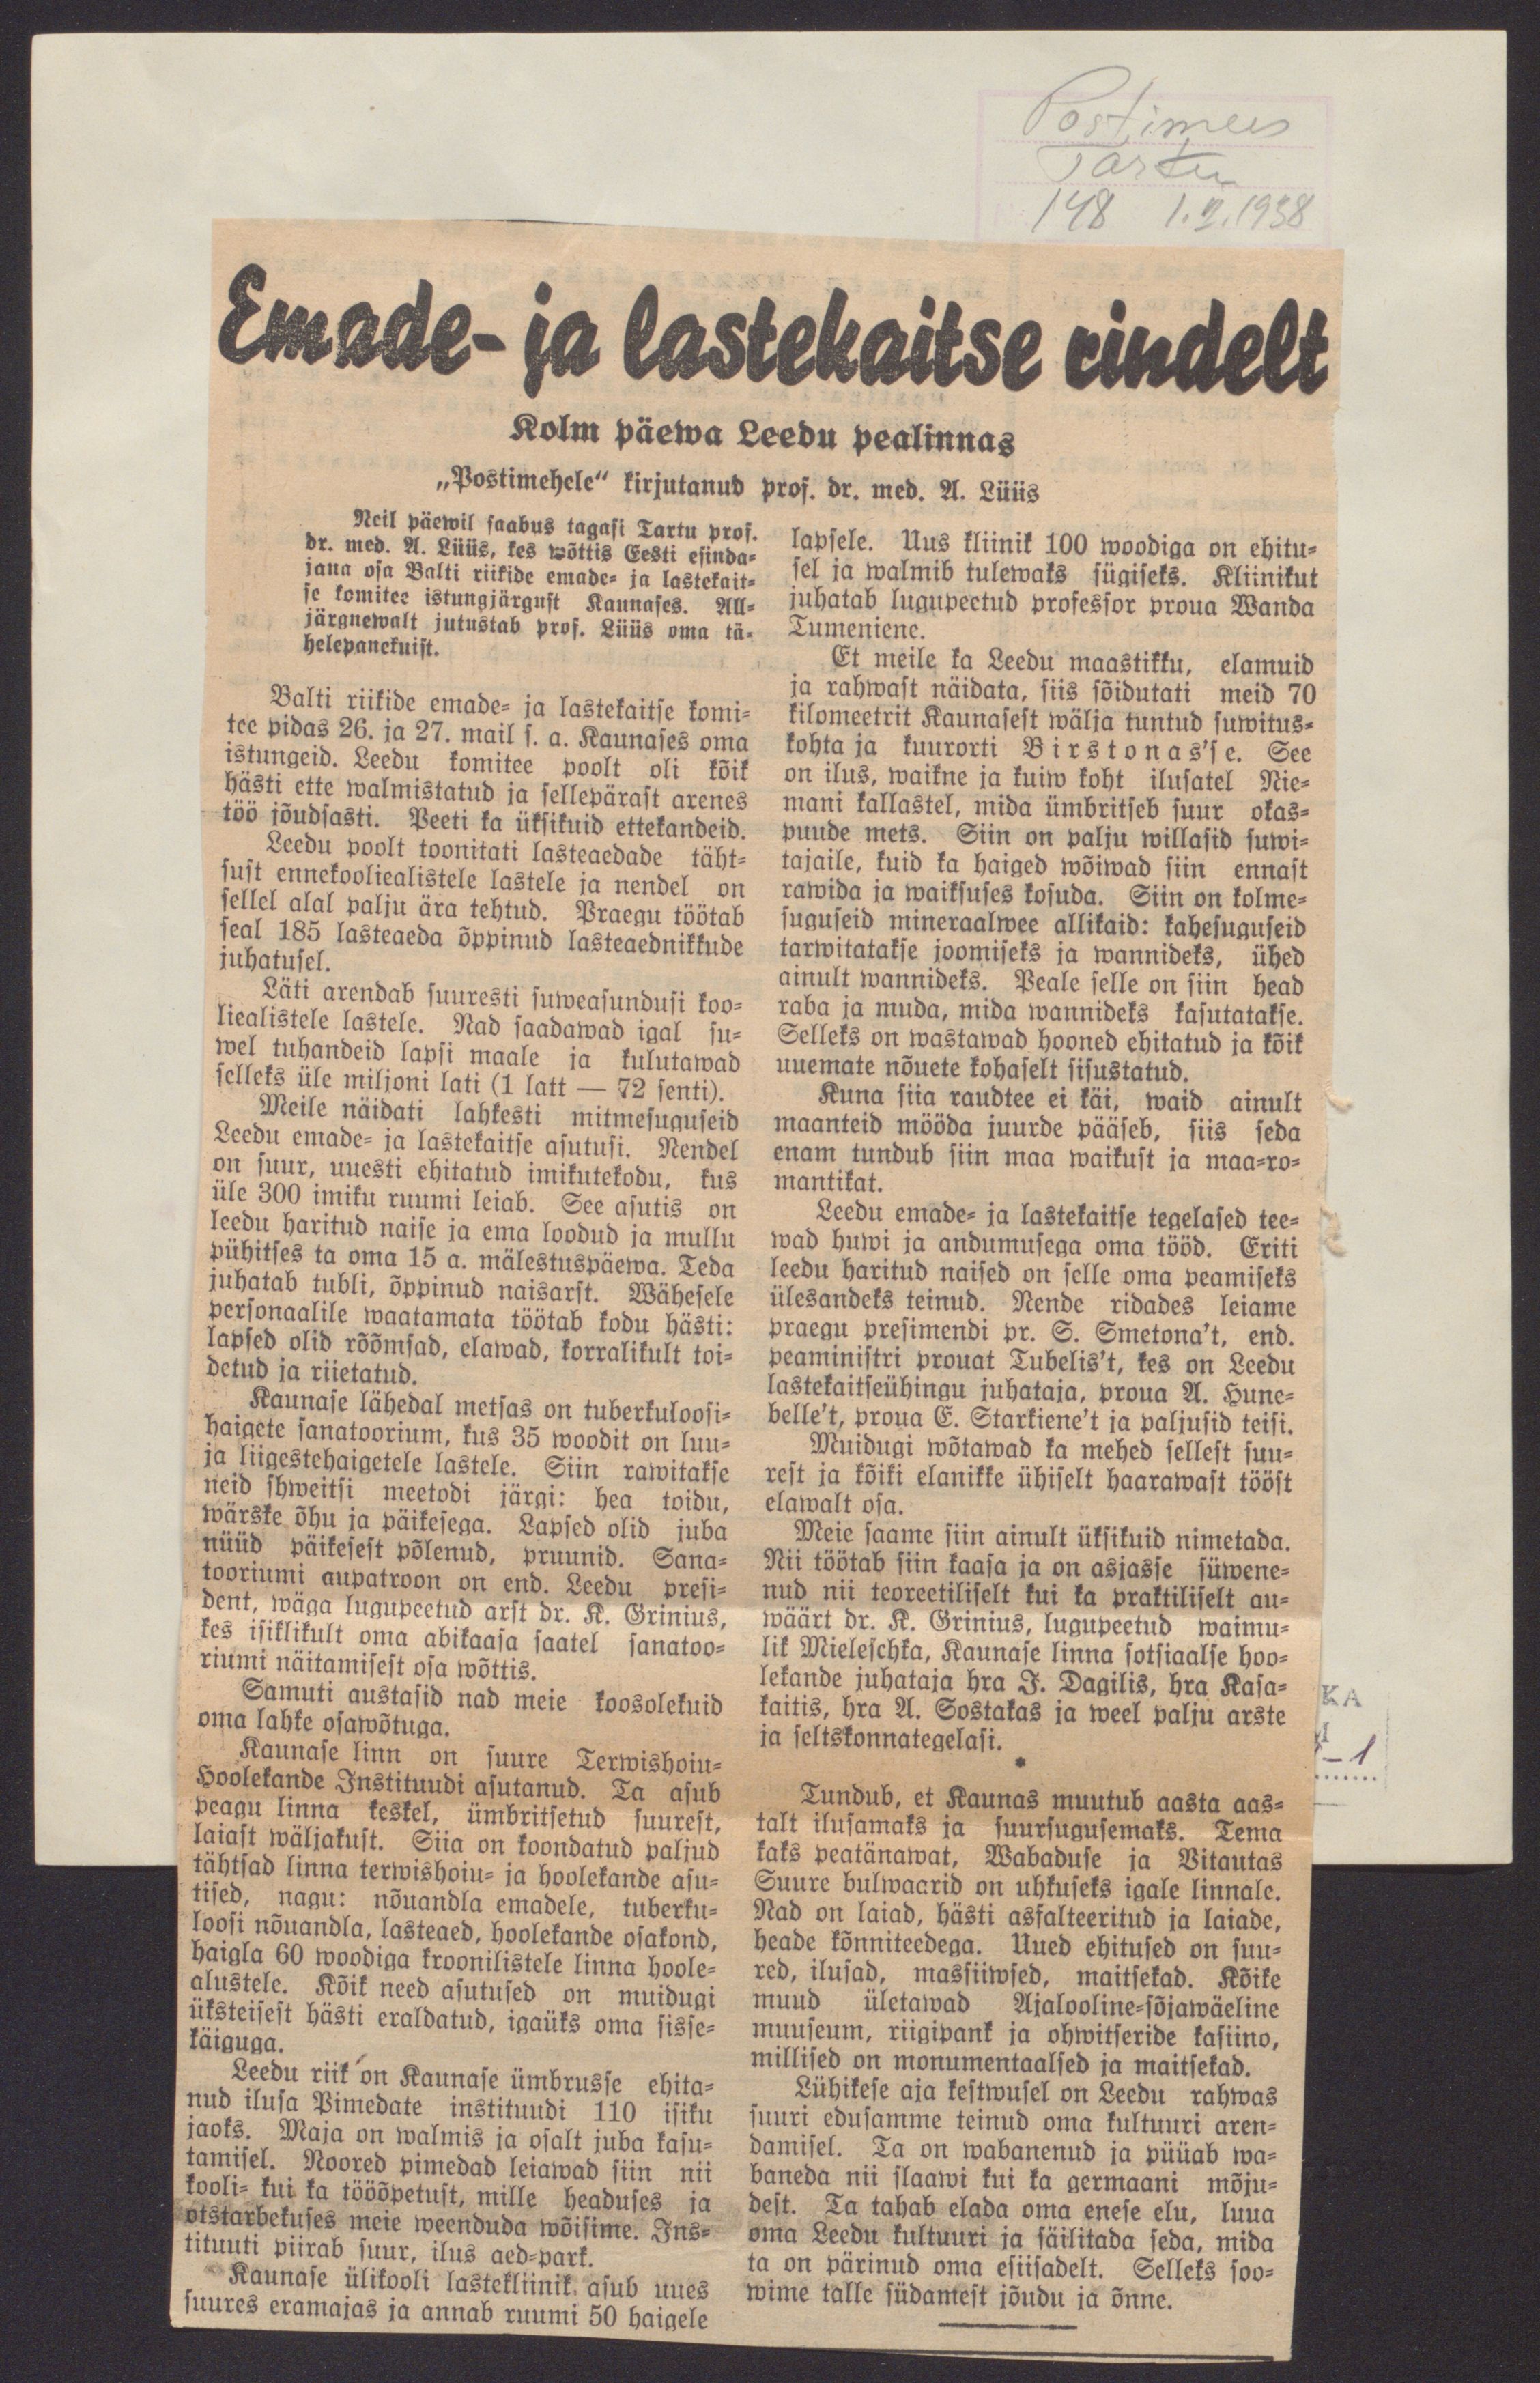 Postimees
Tartu
148 1.V.1938
Emade- ja lastekaitse rindelt
Kolm päewa Leedu pealinnas
„Postimehele“ kirjutanud prof. dr. med. A. Lüüs
Neil päewil saabus tagasi Tartu prof.
dr. med. A. Lüüs, kes wõttis Eesti esinda-
jana osa Balti riikide emade- ja lastekait-
se komitee istungjärgust Kaunases. All-
järgnewalt jutustab prof. Lüüs oma tä-
helepanekuist.
Balti riikide emade- ja lastekaitse komi-
tee pidas 26. ja 27. mail s. a. Kaunases oma
istungeid. Leedu komitee poolt oli kõik
hästi ette walmistatud ja sellepärast arenes
töö jõudsasti. Peeti ka üksikuid ettekandeid.
Leedu poolt toonitati lasteaedade täht-
sust ennekooliealistele lastele ja nendel on
sellel alal palju ära tehtud. Praegu töötab
seal 185 lasteaeda õppinud lasteaednikkude
juhatusel.
Läti arendab suuresti suweasundusi koo-
liealistele lastele. Nad saadawad igal su-
wel tuhandeid lapsi maale ja kulutawad
selleks üle miljoni lati (1 latt — 72 senti).
Meile näidati lahkesti mitmesuguseid
Leedu emade- ja lastekaitse asutusi. Nendel
on suur, uuesti ehitatud imikutekodu, kus
üle 300 imiku ruumi leiab. See asutis on
leedu haritud naise ja ema loodud ja mullu
pühitses ta oma 15 a. mälestuspäewa. Teda
juhatab tubli, õppinud naisarst. Wähesele
personaalile waatamata töötab kodu hästi:
lapsed olid rõõmsad, elawad, korralikult toi-
detud ja riietatud.
Kaunase lähedal metsas on tuberkuloosi-
haigete sanatoorium, kus 35 woodit on luu-
ja liigestehaigetele lastele. Siin rawitakse
neid shweitsi meetodi järgi: hea toidu,
wärske õhu ja päikesega. Lapsed olid juba
nüüd päikesest põlenud, pruunid. Sana-
tooriumi aupatroon on end. Leedu presi-
dent, wäga lugupeetud arst dr. K. Grinius,
kes isiklikult oma abikaasa saatel sanatoo-
riumi näitamisest osa wõttis.
Samuti austasid nad meie koosolekuid
oma lahke osawõtuga.
Kaunase linn on suure Terwishoiu-
Hoolekande Instituudi asutanud. Ta asub
peagu linna keskel, ümbritsetud suurest,
laiast wäljakust. Siia on koondatud paljud
tähtsad linna terwishoiu- ja hoolekande asu-
tised, nagu: nõuandla emadele, tuberku-
loosi nõuandla, lasteaed, hoolekande osakond,
haigla 60 woodiga kroonilistele linna hoole-
alustele. Kõik need asutused on muidugi
üksteisest hästi eraldatud, igaüks oma sisse-
käiguga.
Leedu riik on Kaunase ümbrusse ehita-
nud ilusa Pimedate instituudi 110 isiku
jaoks. Maja on walmis ja osalt juba kasu-
tamisel. Noored pimedad leiawad siin nii
kooli- kui ka tööõpetust, mille headuses ja
otstarbekuses meie weenduda wõisime. Ins-
tituuti piirab suur, ilus aed-park.
Kaunase ülikooli lastekliinik asub uues
suures eramajas ja annab ruumi 50 haigele
lapsele. Uus kliinik 100 woodiga on ehitu-
sel ja walmib tulewaks sügiseks. Kliinikut
juhatab lugupeetud professor proua Wanda
Tumeniene.
Et meile ka Leedu maastikku, elamuid
ja rahwast näidata, siis sõidutati meid 70
kilomeetrit Kaunasest wälja tuntud suwitus-
kohta ja kuurorti Birstonas'se. See
on ilus, waikne ja kuiw koht ilusatel Nie-
mani kallastel, mida ümbritseb suur okas-
puude mets. Siin on palju willasid suwi-
tajaile, kuid ka haiged wõiwad siin ennast
rawida ja waiksuses kosuda. Siin on kolme-
suguseid mineraalwee allikaid: kahesuguseid
tarwitatakse joomiseks ja wannideks, ühed
ainult wannideks. Peale selle on siin head
raba ja muda, mida wannideks kasutatakse.
Selleks on wastawad hooned ehitatud ja kõik
uuemate nõuete kohaselt sisustatud.
Kuna siia raudtee ei käi, waid ainult
maanteid mööda juurde pääseb, siis seda
enam tundub siin maa waikust ja maa-ro-
mantikat.
Leedu emade- ja lastekaitse tegelased tee-
wad huwi ja andumusega oma tööd. Eriti
leedu haritud naised on selle oma peamiseks
ülesandeks teinud. Nende ridades leiame
praegu presimendi pr. S. Smetona't, end.
peaministri prouat Tubelis't, kes on Leedu
lastekaitseühingu juhataja, proua A. Hune-
belle't, proua E. Starkiene't ja paljusid teisi.
Muidugi wõtawad ka mehed sellest suu-
rest ja kõiki elanikke ühiselt haarawast tööst
elawalt osa.
Meie saame siin ainult üksikuid nimetada.
Nii töötab siin kaasa ja on asjasse süwene-
nud nii teoreetiliselt kui ka praktiliselt au-
wäärt dr. K. Grinius, lugupeetud waimu-
lik Mieleschka, Kaunase linna sotsiaalse hoo-
lekande juhataja hra J. Dagilis, hra Kasa-
kaitis, hra A. Sostakas ja weel palju arste
ja seltskonnategelasi.
*
Tundub, et Kaunas muutub aasta aas-
talt ilusamaks ja suursugusemaks. Tema
kaks peatänawat, Wabaduse ja Vitautas
Suure bulwaarid on uhkuseks igale linnale.
Nad on laiad, hästi asfalteeritud ja laiade,
heade kõnniteedega. Uued ehitused on suu-
red, ilusad, massiiwsed, maitsekad. Kõike
muud ületawad Ajalooline-sõjawäeline
muuseum, riigipank ja ohwitseride kasiino,
millised on monumentaalsed ja maitsekad.
Lühikese aja kestwusel on Leedu rahwas
suuri edusamme teinud oma kultuuri aren-
damisel. Ta on wabanenud ja püüab wa-
baneda nii slaawi kui ka germaani mõju-
dest. Ta tahab elada oma enese elu, luua
oma Leedu kultuuri ja säilitada seda, mida
ta on pärinud oma esiisadelt. Selleks soo-
wime talle südamest jõudu ja õnne.
KA
-1